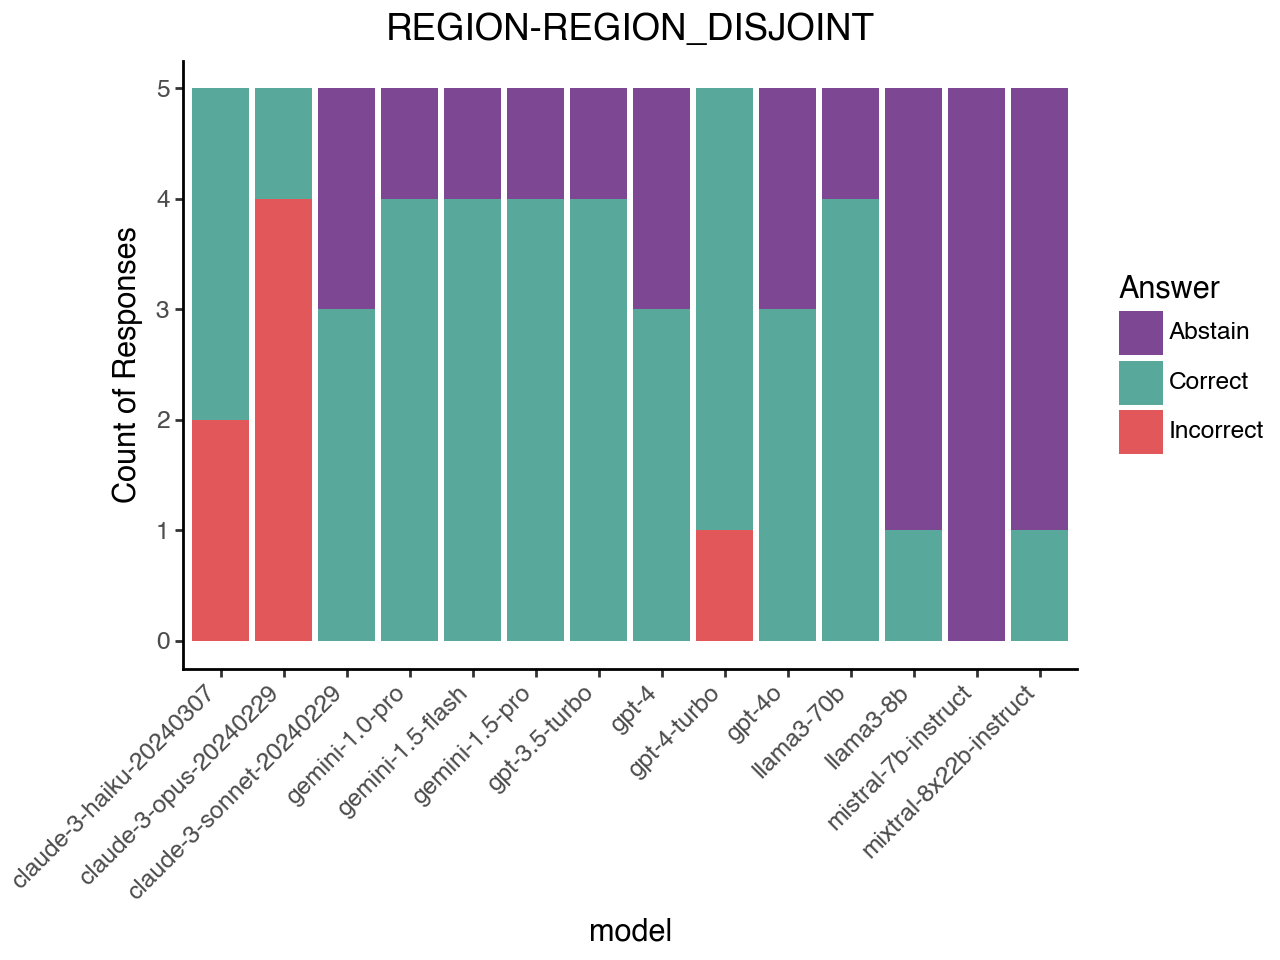 REGION-REGION_DISJOINT
Count of Responses
5
4
3
2
1
0
claude-3-haiku-20240307
claude-3-opus-20240229
claude-3-sonnet-20240229
gemini-1.0-pro
gemini-1.5-flash
gemini-1.5-pro
gpt-3.5-turbo
gpt-4
gpt-4-turbo
gpt-4o
llama3-70b
llama3-8b
mistral-7b-instruct
mixtral-8x22b-instruct
model
Answer
Abstain
Correct
Incorrect